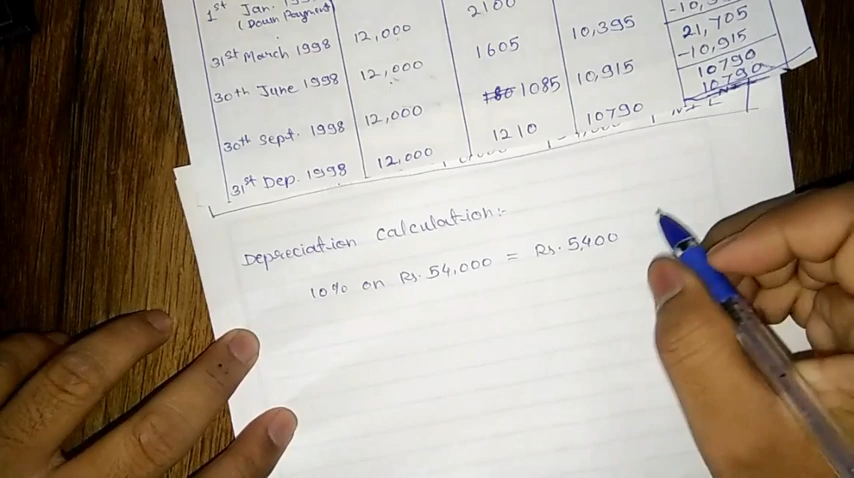 1st Jan.
(Down Payment)
2100
31st March 1998 12,000 1605 10,395 21,705
-10,915
30th June 1998 12,000 1085 10,915 10790
10790
30th Sept. 1998 12,000 1210 10790
31st Dep. 1998 12,000
Depreciation calculation:-
10% on Rs. 54,000 = Rs. 5,400